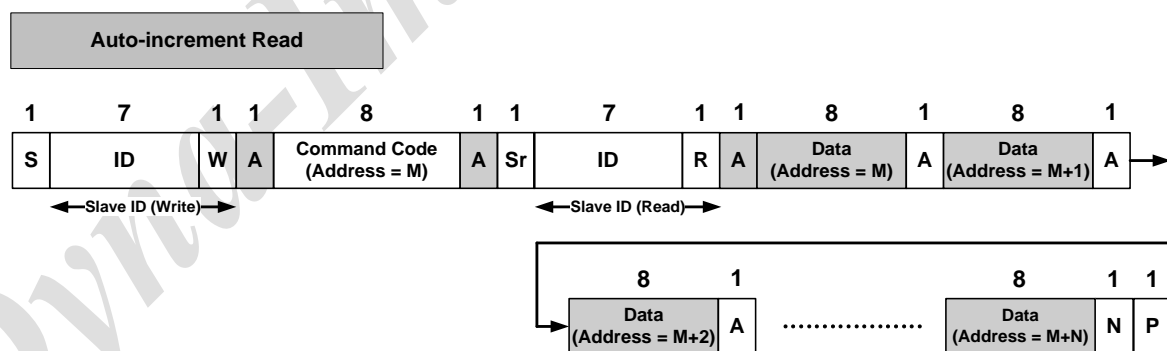 Auto-increment Read
1 7 1 1 8 1 1 7 1 1 8 1 8 1
S ID W A Command Code (Address = M) A Sr ID R A Data (Address = M) A Data (Address = M+1) A
Slave ID (Write) Slave ID (Read)
8 1 8 1 1
Data (Address = M+2) A .................. Data (Address = M+N) N P